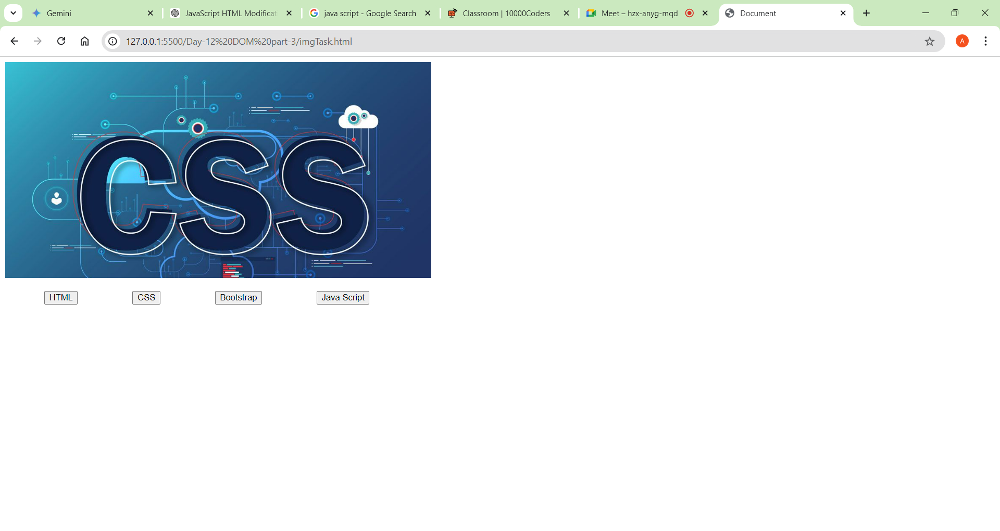 Gemini
JavaScript HTML Modificati
java script - Google Search
Classroom | 10000Coders
Meet – hzx-anyg-mqd
Document
127.0.0.1:5500/Day-12%20DOM%20part-3/imgTask.html
A
CSS
HTML
CSS
Bootstrap
Java Script